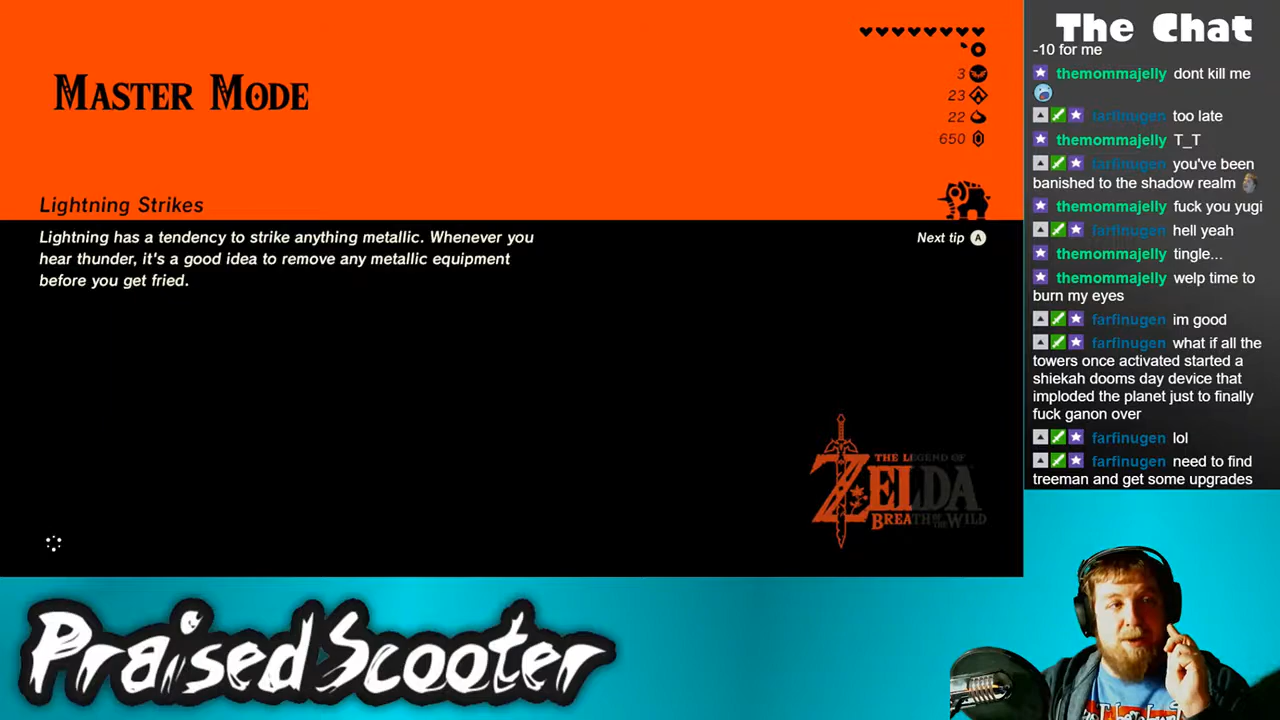 Master Mode
3
23
22
650
Lightning Strikes
Lightning has a tendency to strike anything metallic. Whenever you
hear thunder, it's a good idea to remove any metallic equipment
before you get fried.
Next tip A
THE LEGEND OF
ZELDA
BREATH OF THE WILD
PraisedScooter
The Chat
-10 for me
themommajelly dont kill me
farfinugen too late
themommajelly T_T
farfinugen you've been
banished to the shadow realm
themommajelly fuck you yugi
farfinugen hell yeah
themommajelly tingle...
themommajelly welp time to
burn my eyes
farfinugen im good
farfinugen what if all the
towers once activated started a
shiekah dooms day device that
imploded the planet just to finally
fuck ganon over
farfinugen lol
farfinugen need to find
treeman and get some upgrades